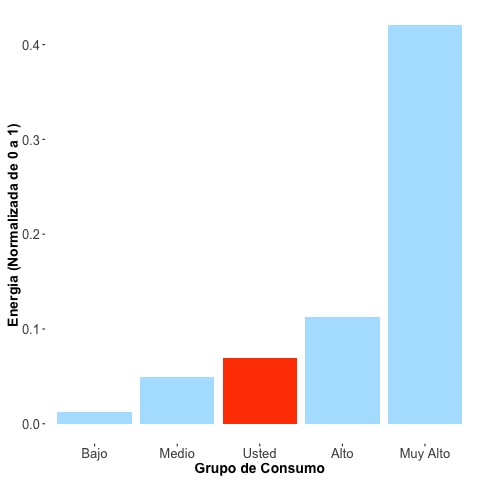 Energia (Normalizada de 0 a 1)
0.4
0.3
0.2
0.1
0.0
Bajo Medio Usted Alto Muy Alto
Grupo de Consumo